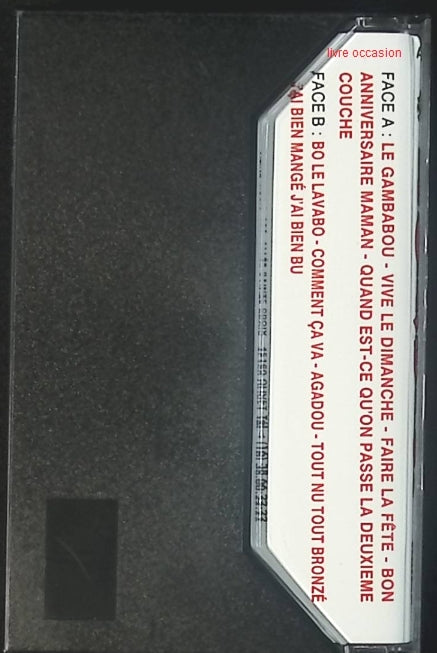 livre occasion
FACE A : LE GAMBABOU - VIVE LE DIMANCHE - FAIRE LA FÊTE - BON
ANNIVERSAIRE MAMAN - QUAND EST-CE QU'ON PASSE LA DEUXIEME
COUCHE
FACE B : BO LE LAVABO - COMMENT ÇA VA - AGADOU - TOUT NU TOUT BRONZÉ
J'AI BIEN MANGÉ J'AI BIEN BU